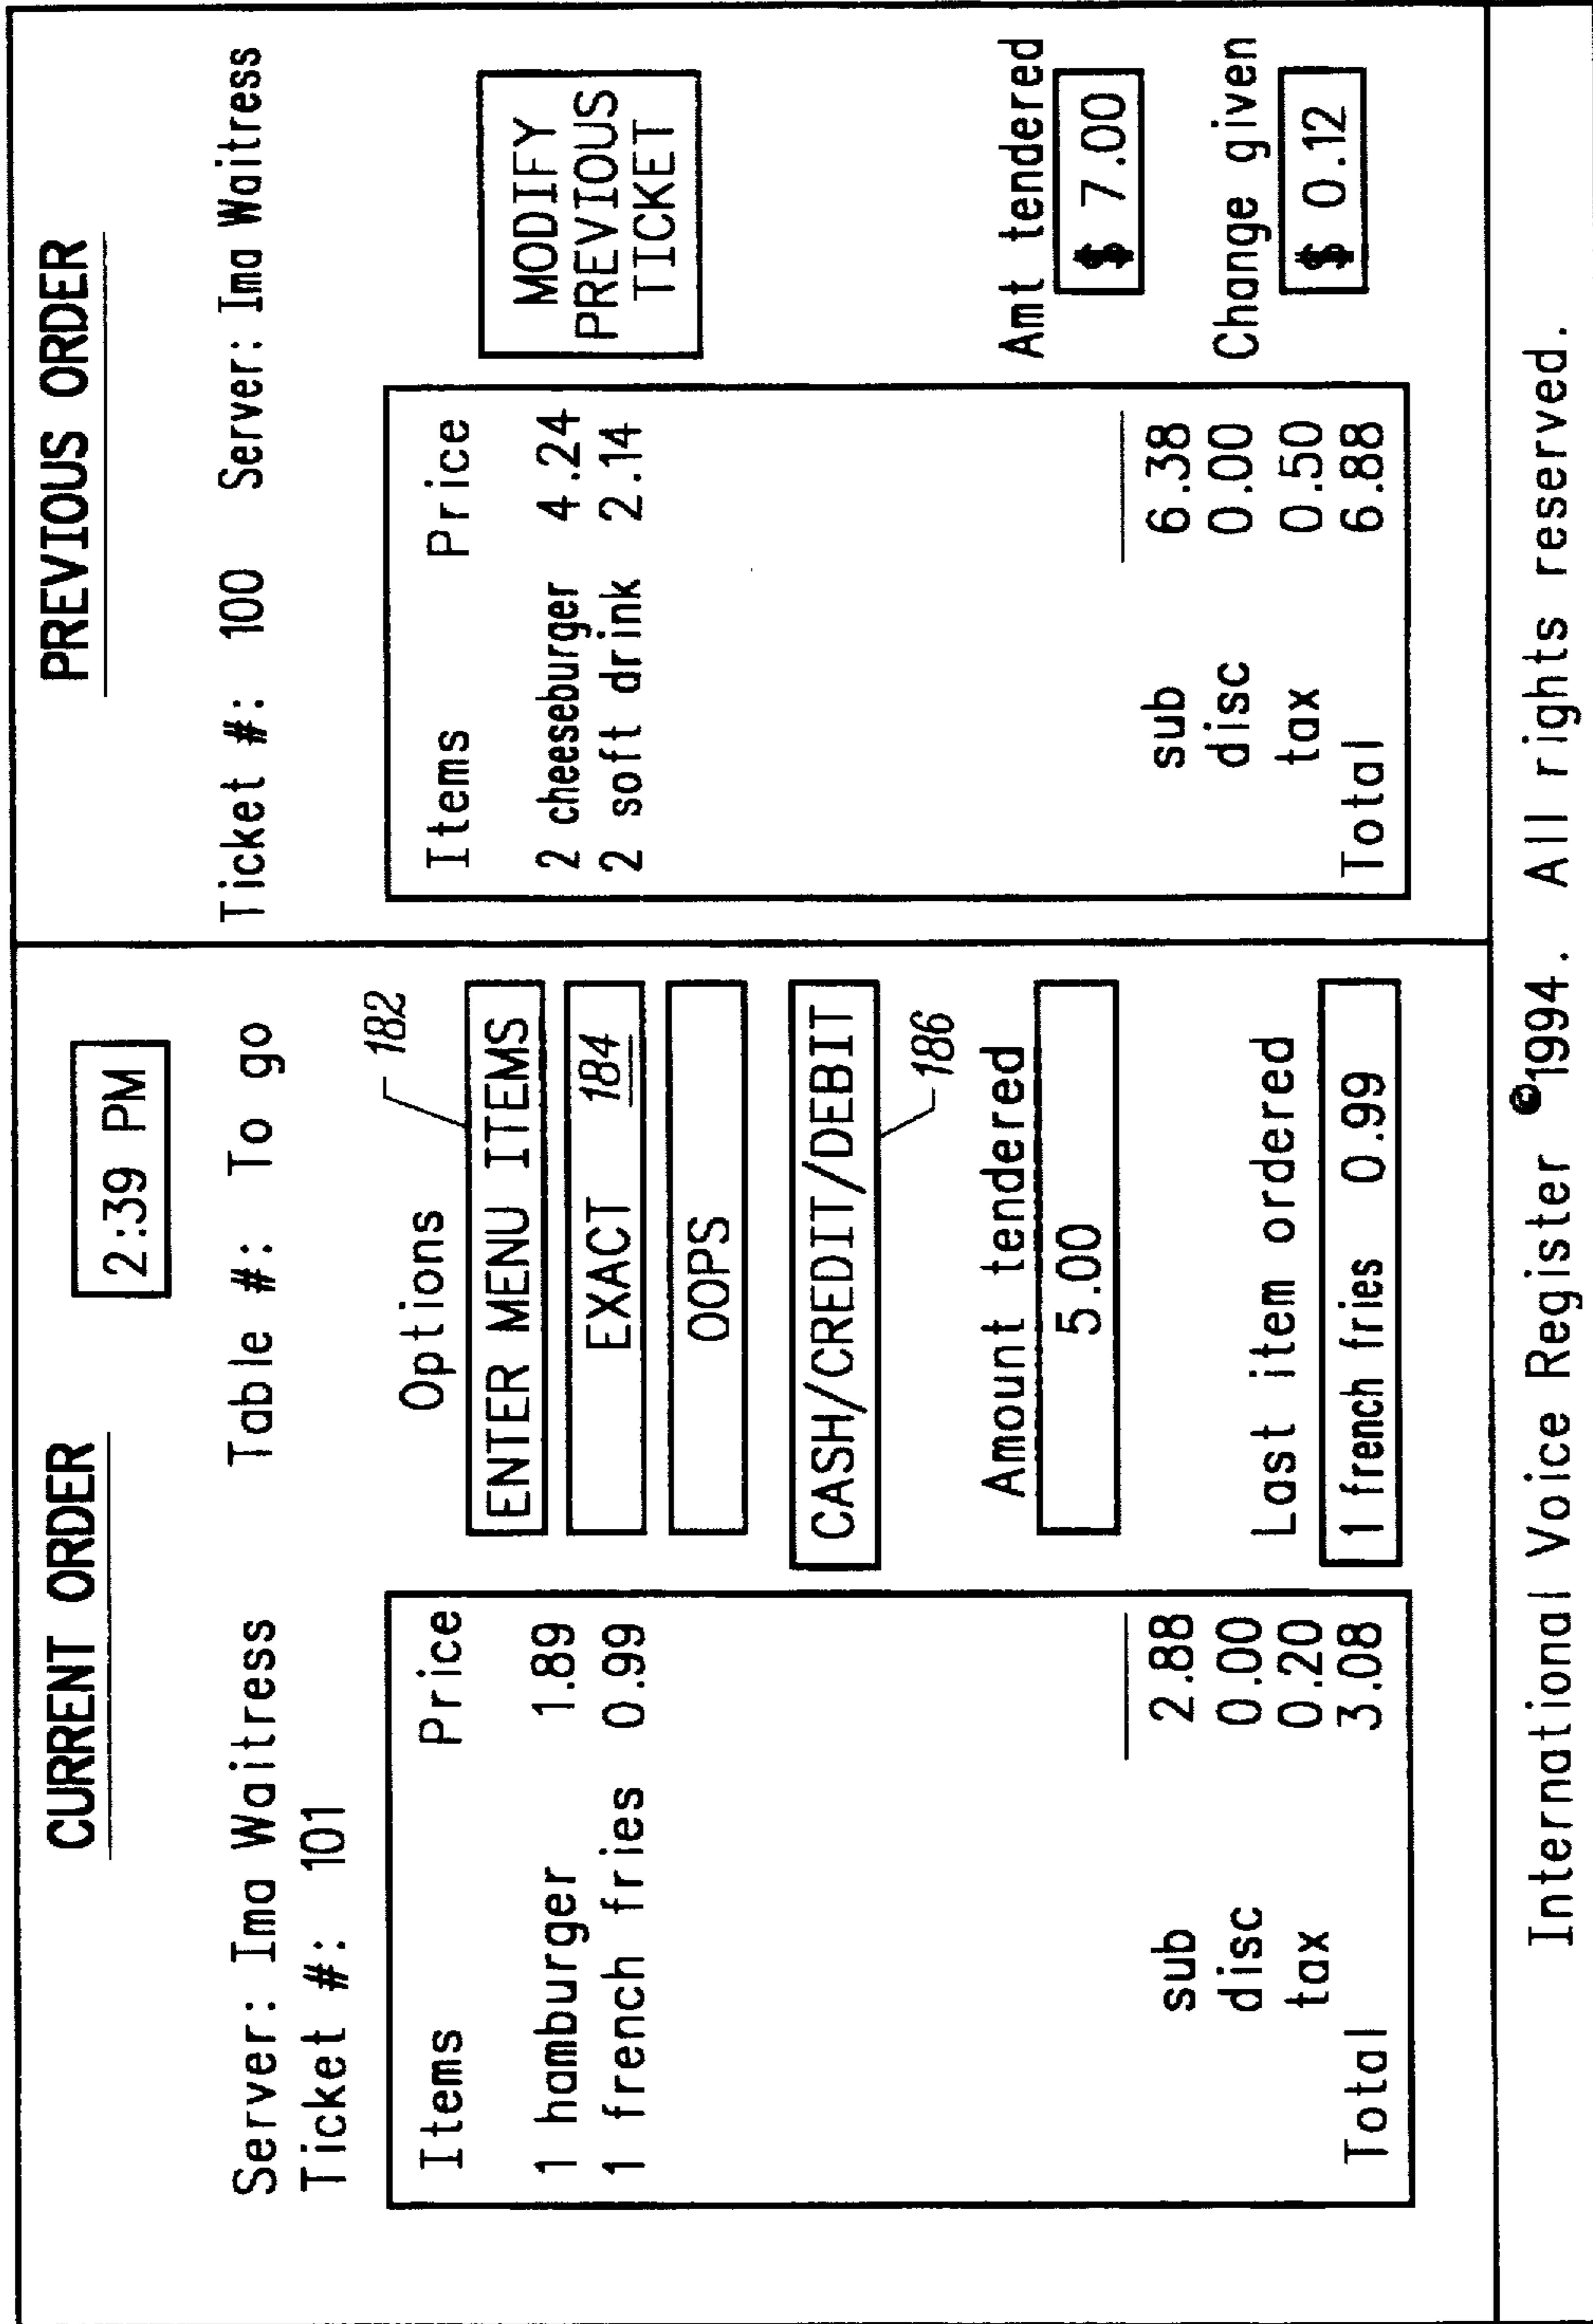 CURRENT ORDER
2:39 PM
Server: Ima Waitress
Table #: To go
Ticket #: 101
Items Price
1 hamburger 1.89
1 french fries 0.99
sub 2.88
disc 0.00
tax 0.20
Total 3.08
Options
182
ENTER MENU ITEMS
EXACT 184
OOPS
CASH/CREDIT/DEBIT
186
Amount tendered
5.00
Last item ordered
1 french fries 0.99
PREVIOUS ORDER
Ticket #: 100 Server: Ima Waitress
Items Price
2 cheeseburger 4.24
2 soft drink 2.14
sub 6.38
disc 0.00
tax 0.50
Total 6.88
MODIFY
PREVIOUS
TICKET
Amt tendered
$ 7.00
Change given
$ 0.12
International Voice Register ©1994. All rights reserved.